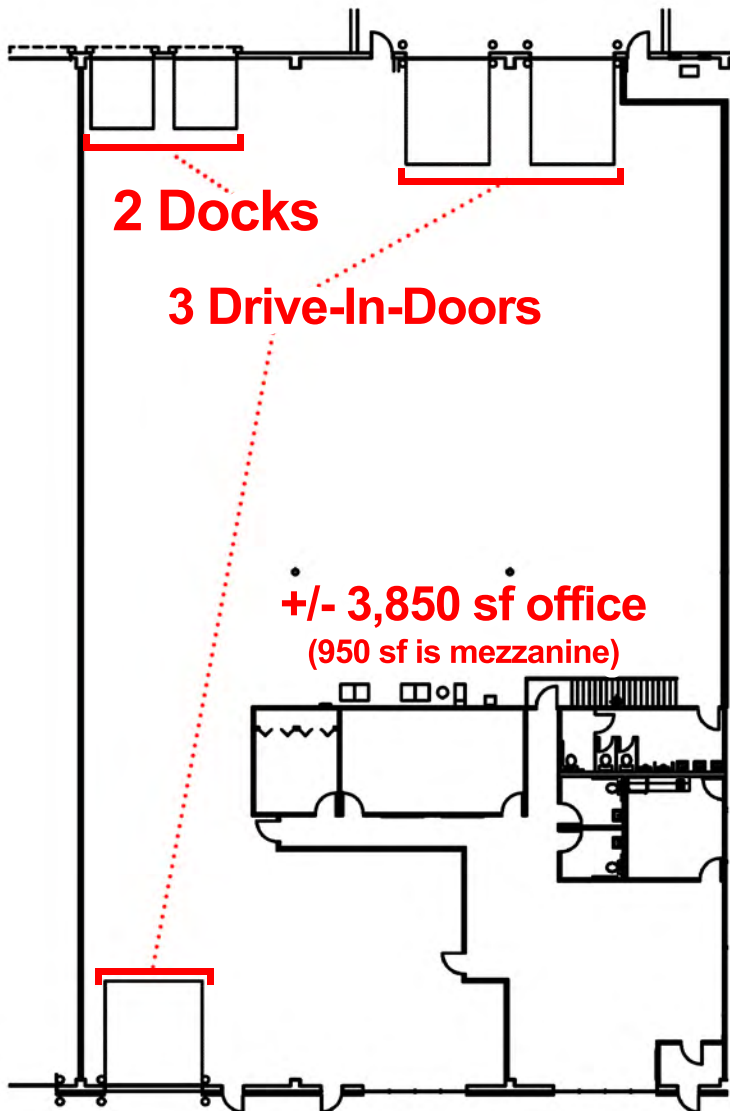 2 Docks
3 Drive-In-Doors
+/- 3,850 sf office
(950 sf is mezzanine)